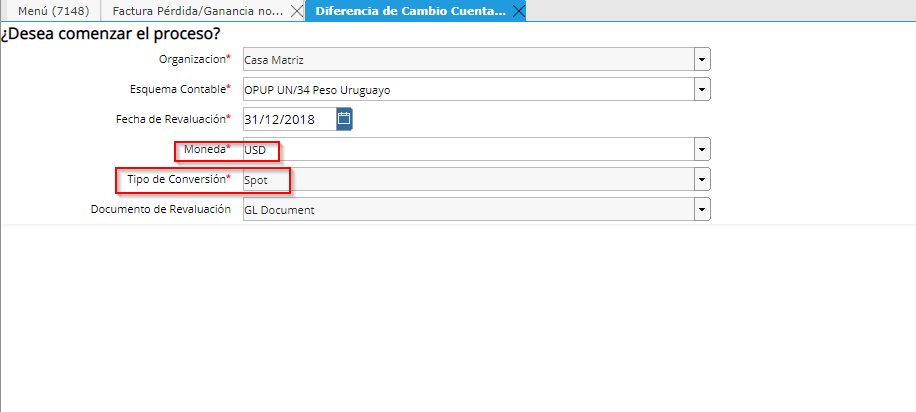 Menú (7148) Factura Pérdida/Ganancia no... Diferencia de Cambio Cuenta...
¿Desea comenzar el proceso?
Organizacion* Casa Matriz
Esquema Contable* OPUP UN/34 Peso Uruguayo
Fecha de Revaluación* 31/12/2018
Moneda* USD
Tipo de Conversión* Spot
Documento de Revaluación GL Document